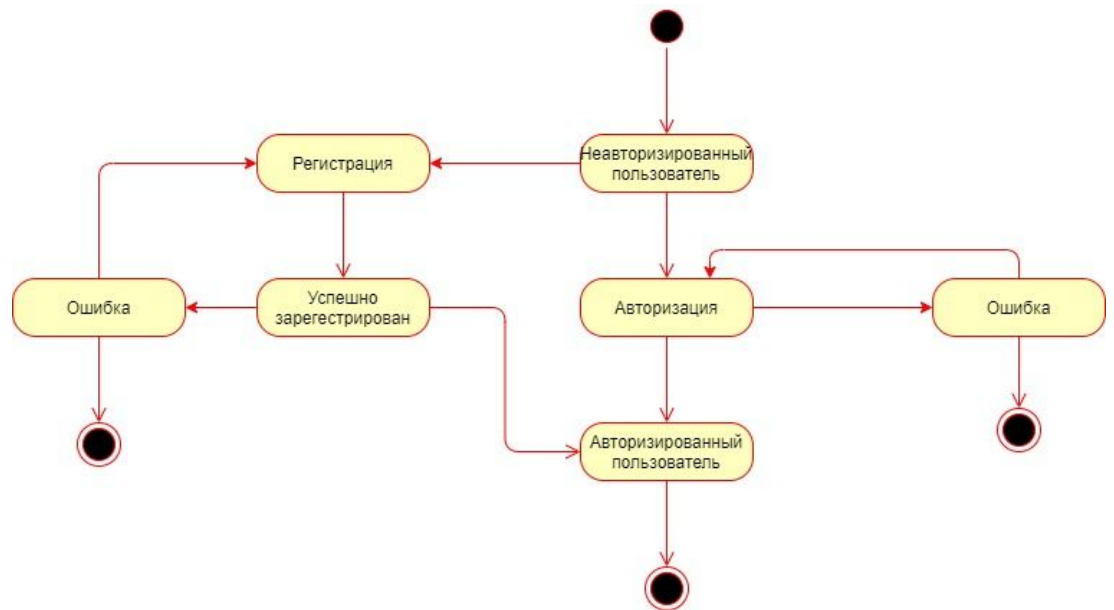 Регистрация
Неавторизированный
пользователь
Ошибка
Успешно
зарегестрирован
Авторизация
Ошибка
Авторизированный
пользователь